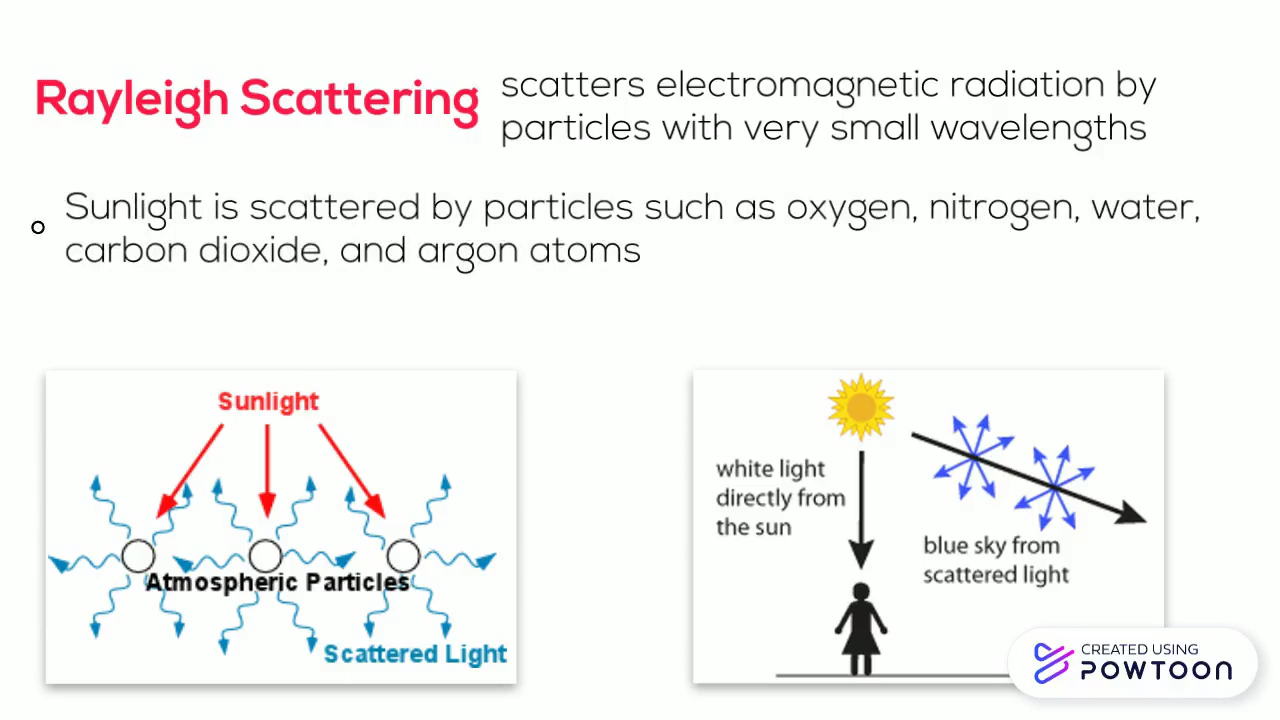 Rayleigh Scattering
scatters electromagnetic radiation by
particles with very small wavelengths
Sunlight is scattered by particles such as oxygen, nitrogen, water,
carbon dioxide, and argon atoms
Sunlight
Atmospheric Particles
Scattered Light
white light
directly from
the sun
blue sky from
scattered light
CREATED USING
POWTOON